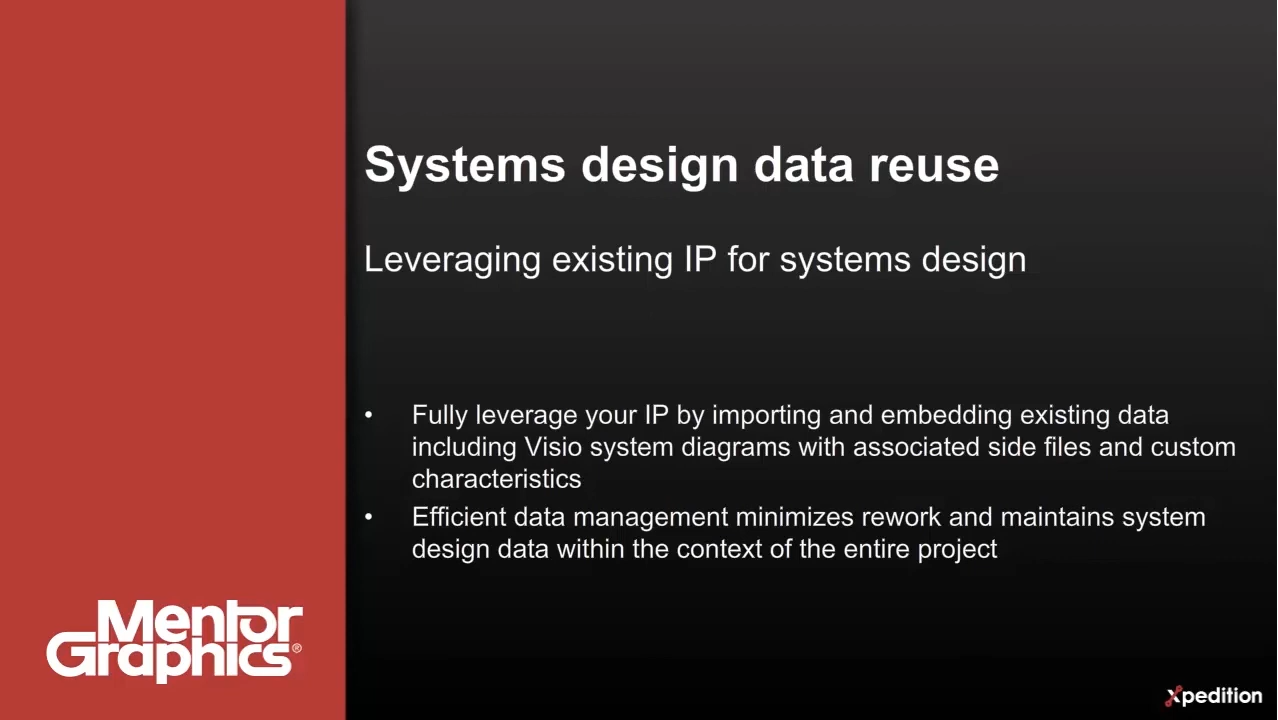 Systems design data reuse
Leveraging existing IP for systems design
• Fully leverage your IP by importing and embedding existing data
including Visio system diagrams with associated side files and custom
characteristics
• Efficient data management minimizes rework and maintains system
design data within the context of the entire project
Mentor
Graphics®
xpedition